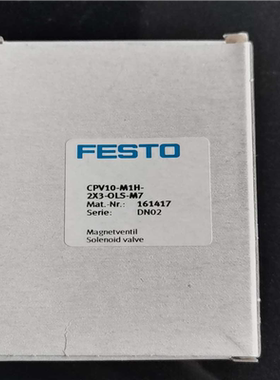 FESTO
CPV10-M1H-
2X3-OLS-M7
Mat.-Nr.: 161417
Serie: DN02
Magnetventil
Solenoid valve